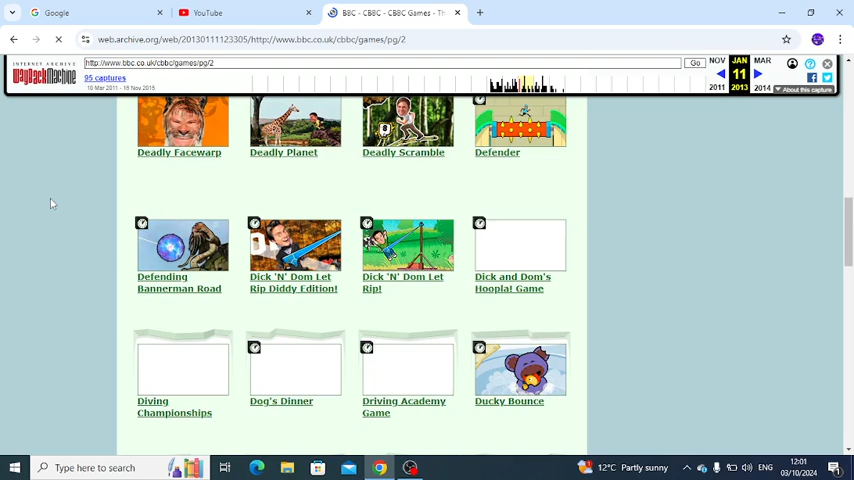 Google
YouTube
BBC - CBBC - CBBC Games - Th
web.archive.org/web/20130111123305/http://www.bbc.co.uk/cbbc/games/pg/2
INTERNET ARCHIVE
WayBackMachine
http://www.bbc.co.uk/cbbc/games/pg/2
Go
NOV JAN MAR
11
2011 2013 2014
95 captures
10 Mar 2011 - 15 Nov 2015
About this capture
Deadly Facewarp
Deadly Planet
Deadly Scramble
Defender
Defending Bannerman Road
Dick 'N' Dom Let Rip Diddy Edition!
Dick 'N' Dom Let Rip!
Dick and Dom's Hoopla! Game
Diving Championships
Dog's Dinner
Driving Academy Game
Ducky Bounce
Type here to search
12°C Partly sunny
ENG
12:01
03/10/2024